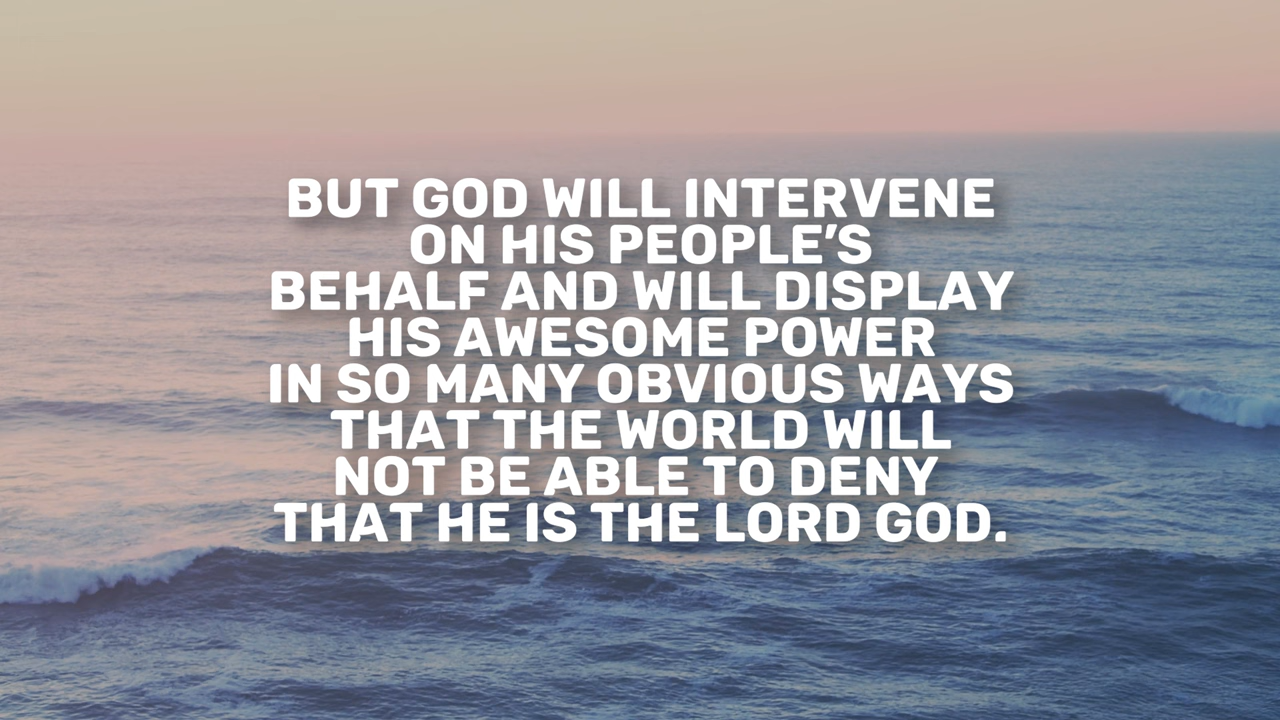 BUT GOD WILL INTERVENE
ON HIS PEOPLE’S
BEHALF AND WILL DISPLAY
HIS AWESOME POWER
IN SO MANY OBVIOUS WAYS
THAT THE WORLD WILL
NOT BE ABLE TO DENY
THAT HE IS THE LORD GOD.